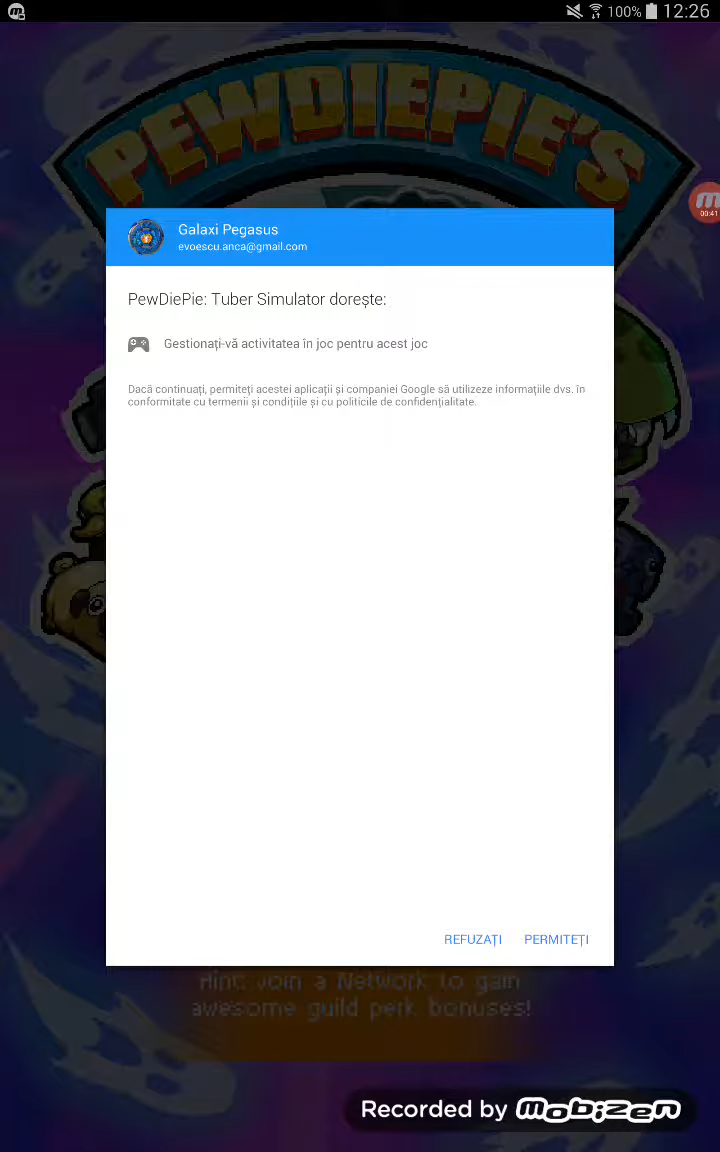 100% 12:26
PEWDIEPIE'S
00:41
Galaxi Pegasus
evoescu.anca@gmail.com
PewDiePie: Tuber Simulator dorește:
Gestionați-vă activitatea în joc pentru acest joc
Dacă continuați, permiteți acestei aplicații și companiei Google să utilizeze informațiile dvs. în
conformitate cu termenii și condițiile și cu politicile de confidențialitate.
REFUZAȚI PERMITEȚI
Hint: Join a Network to gain
awesome guild perk bonuses!
Recorded by mobizen